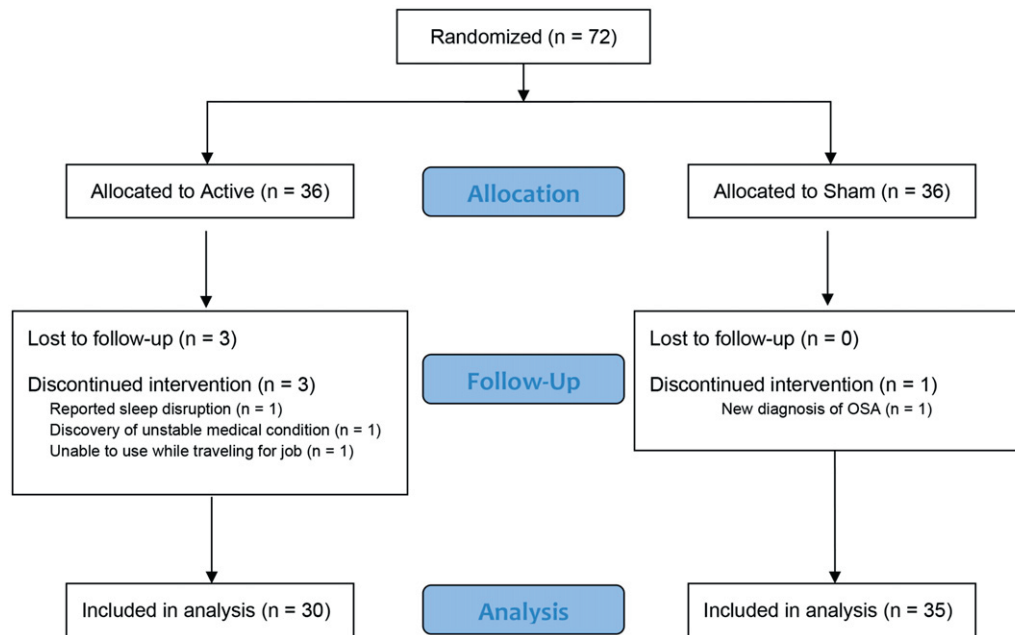 Randomized (n = 72)
Allocated to Active (n = 36)
Allocation
Allocated to Sham (n = 36)
Lost to follow-up (n = 3)
Discontinued intervention (n = 3)
Reported sleep disruption (n = 1)
Discovery of unstable medical condition (n = 1)
Unable to use while traveling for job (n = 1)
Follow-Up
Lost to follow-up (n = 0)
Discontinued intervention (n = 1)
New diagnosis of OSA (n = 1)
Included in analysis (n = 30)
Analysis
Included in analysis (n = 35)